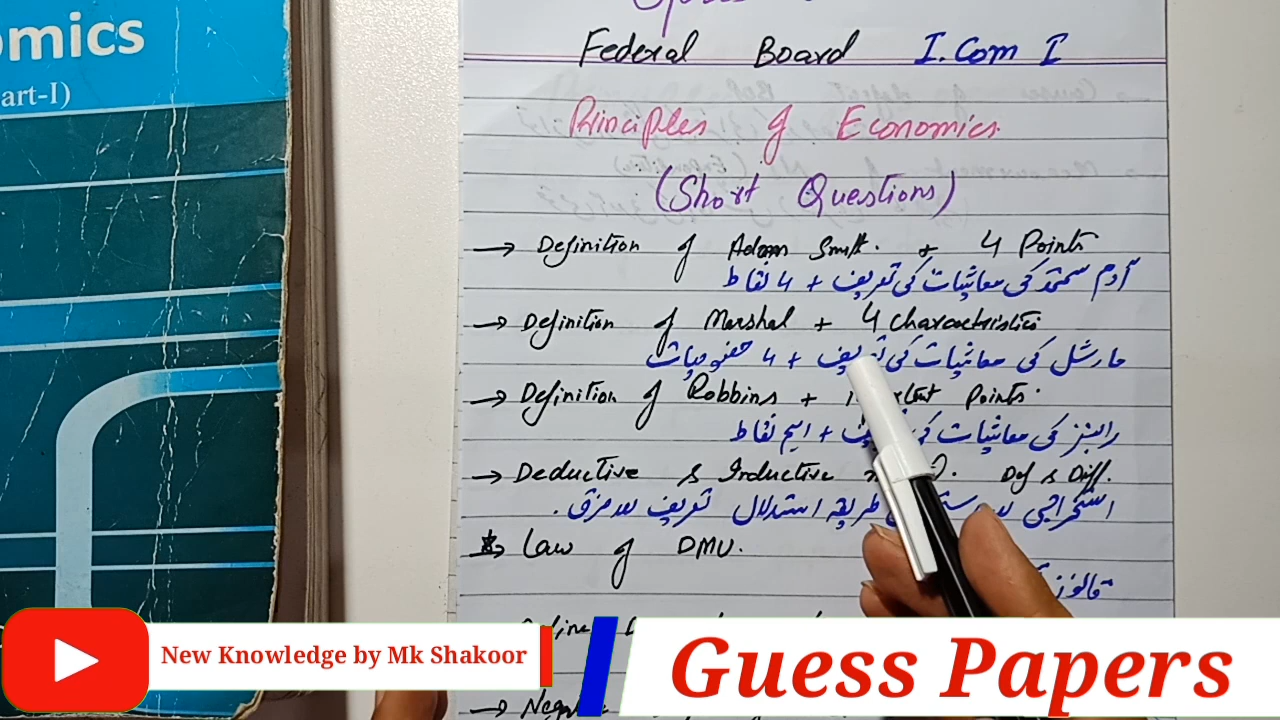 omics
art-I)
Federal Board I.Com I
Principles of Economics.
(Short Questions)
→ Definition of Adam Smith. + 4 Points
آدم سمتھ کی معاشیات کی تعریف + 4 نقاط
→ Definition of Marshal + 4 Characteristics
مارشل کی معاشیات کی تعریف + 4 خصوصیات
→ Definition of Robbins + Points.
رابنز کی معاشیات کی + اہم نقاط
→ Deductive & Inductive Def & Diff.
استخراجی طریقہ استدلال تعریف فرق.
→ Law of DMU.
New Knowledge by Mk Shakoor
Guess Papers